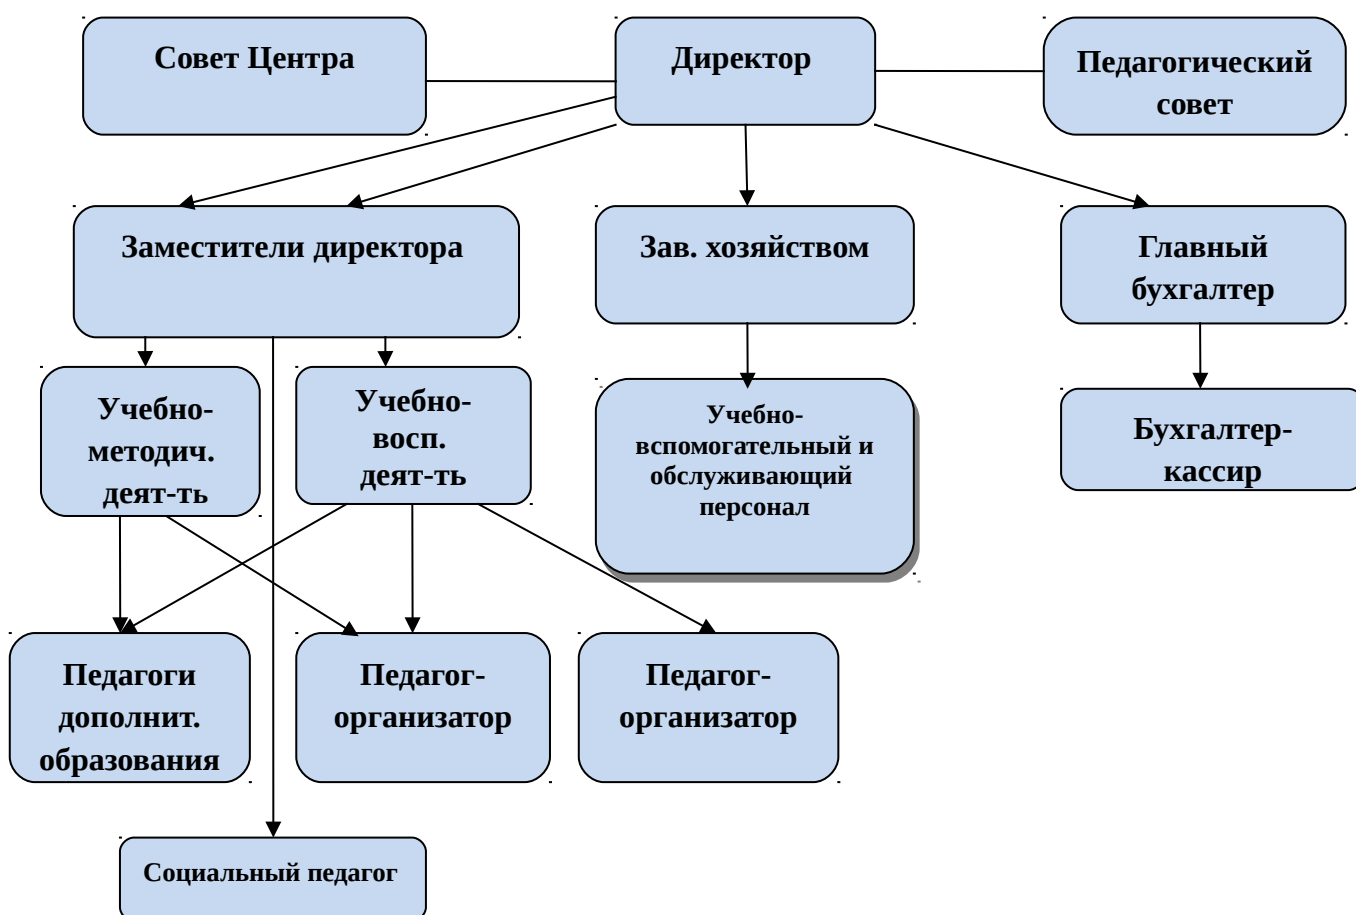 Совет Центра
Директор
Педагогический
совет
Заместители директора
Зав. хозяйством
Главный
бухгалтер
Учебно-
методич.
деят-ть
Учебно-
восп.
деят-ть
Учебно-
вспомогательный и
обслуживающий
персонал
Бухгалтер-
кассир
Педагоги
дополнит.
образования
Педагог-
организатор
Педагог-
организатор
Социальный педагог